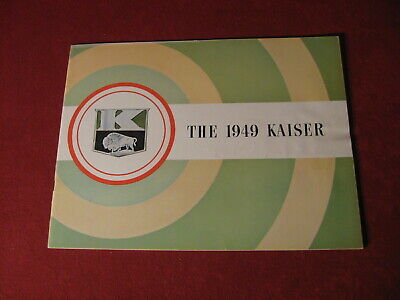 K
THE 1949 KAISER